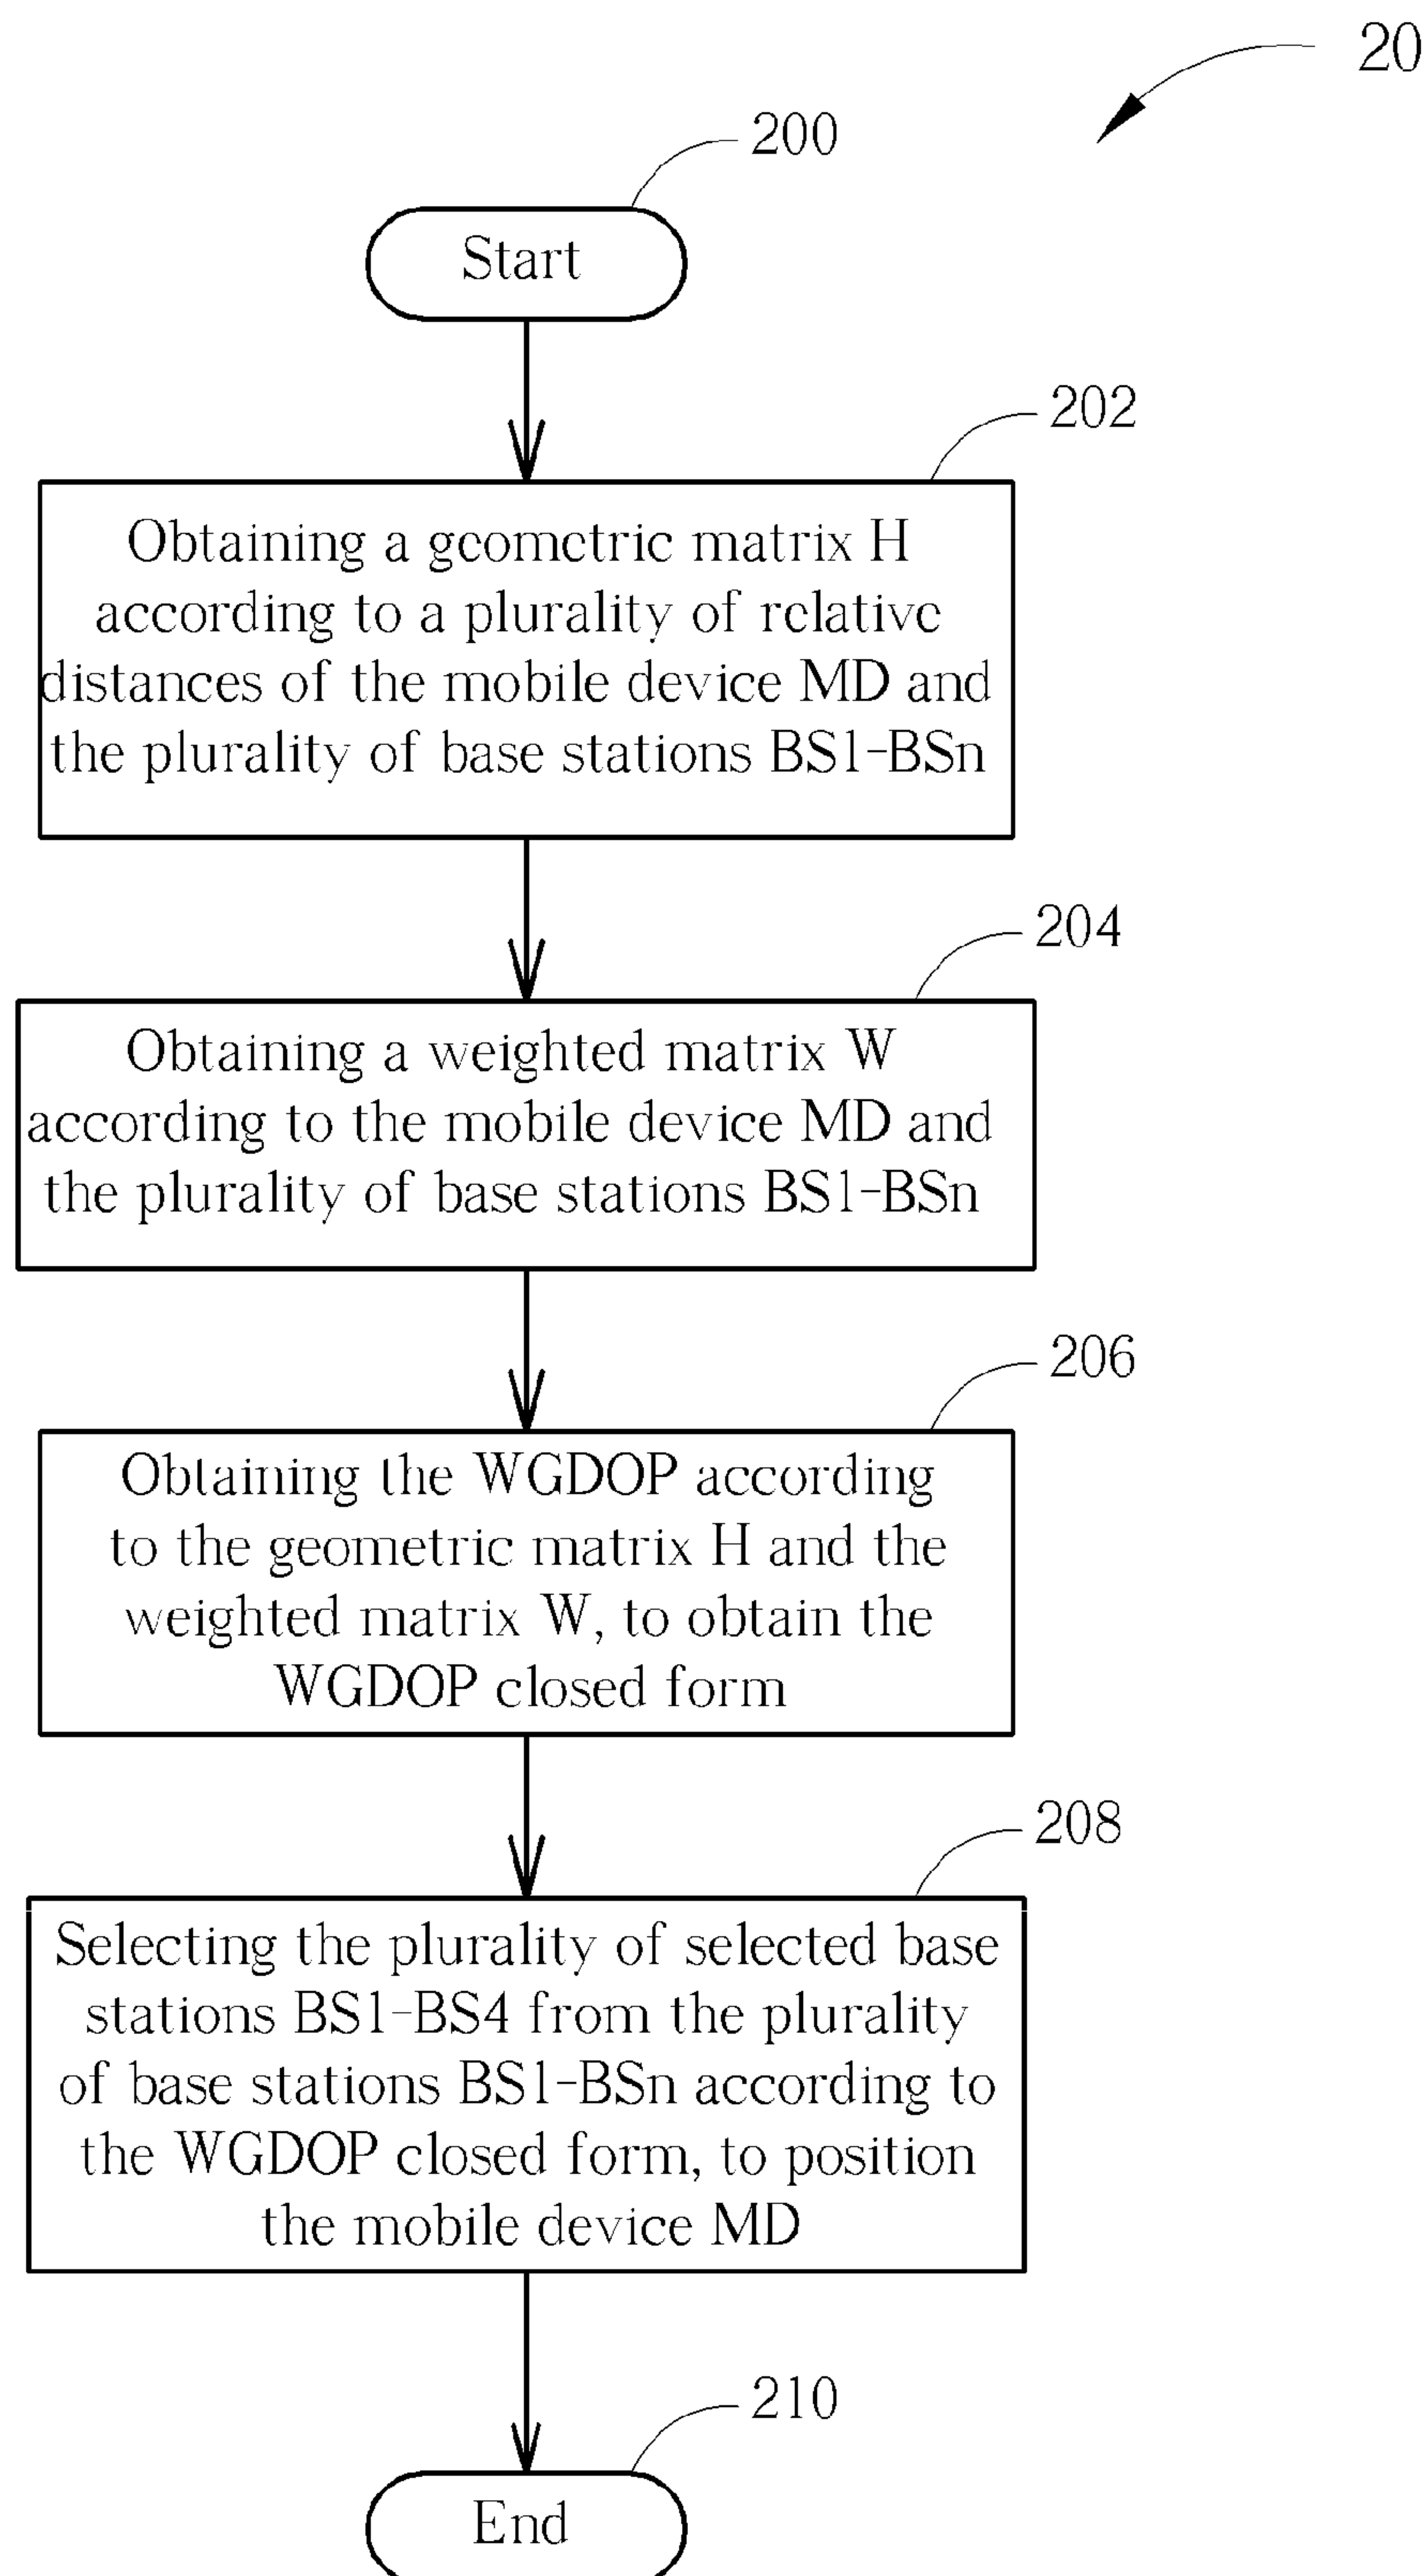 20
200
Start
202
Obtaining a geometric matrix H
according to a plurality of relative
distances of the mobile device MD and
the plurality of base stations BS1-BSn
204
Obtaining a weighted matrix W
according to the mobile device MD and
the plurality of base stations BS1-BSn
206
Obtaining the WGDOP according
to the geometric matrix H and the
weighted matrix W, to obtain the
WGDOP closed form
208
Selecting the plurality of selected base
stations BS1-BS4 from the plurality
of base stations BS1-BSn according to
the WGDOP closed form, to position
the mobile device MD
210
End